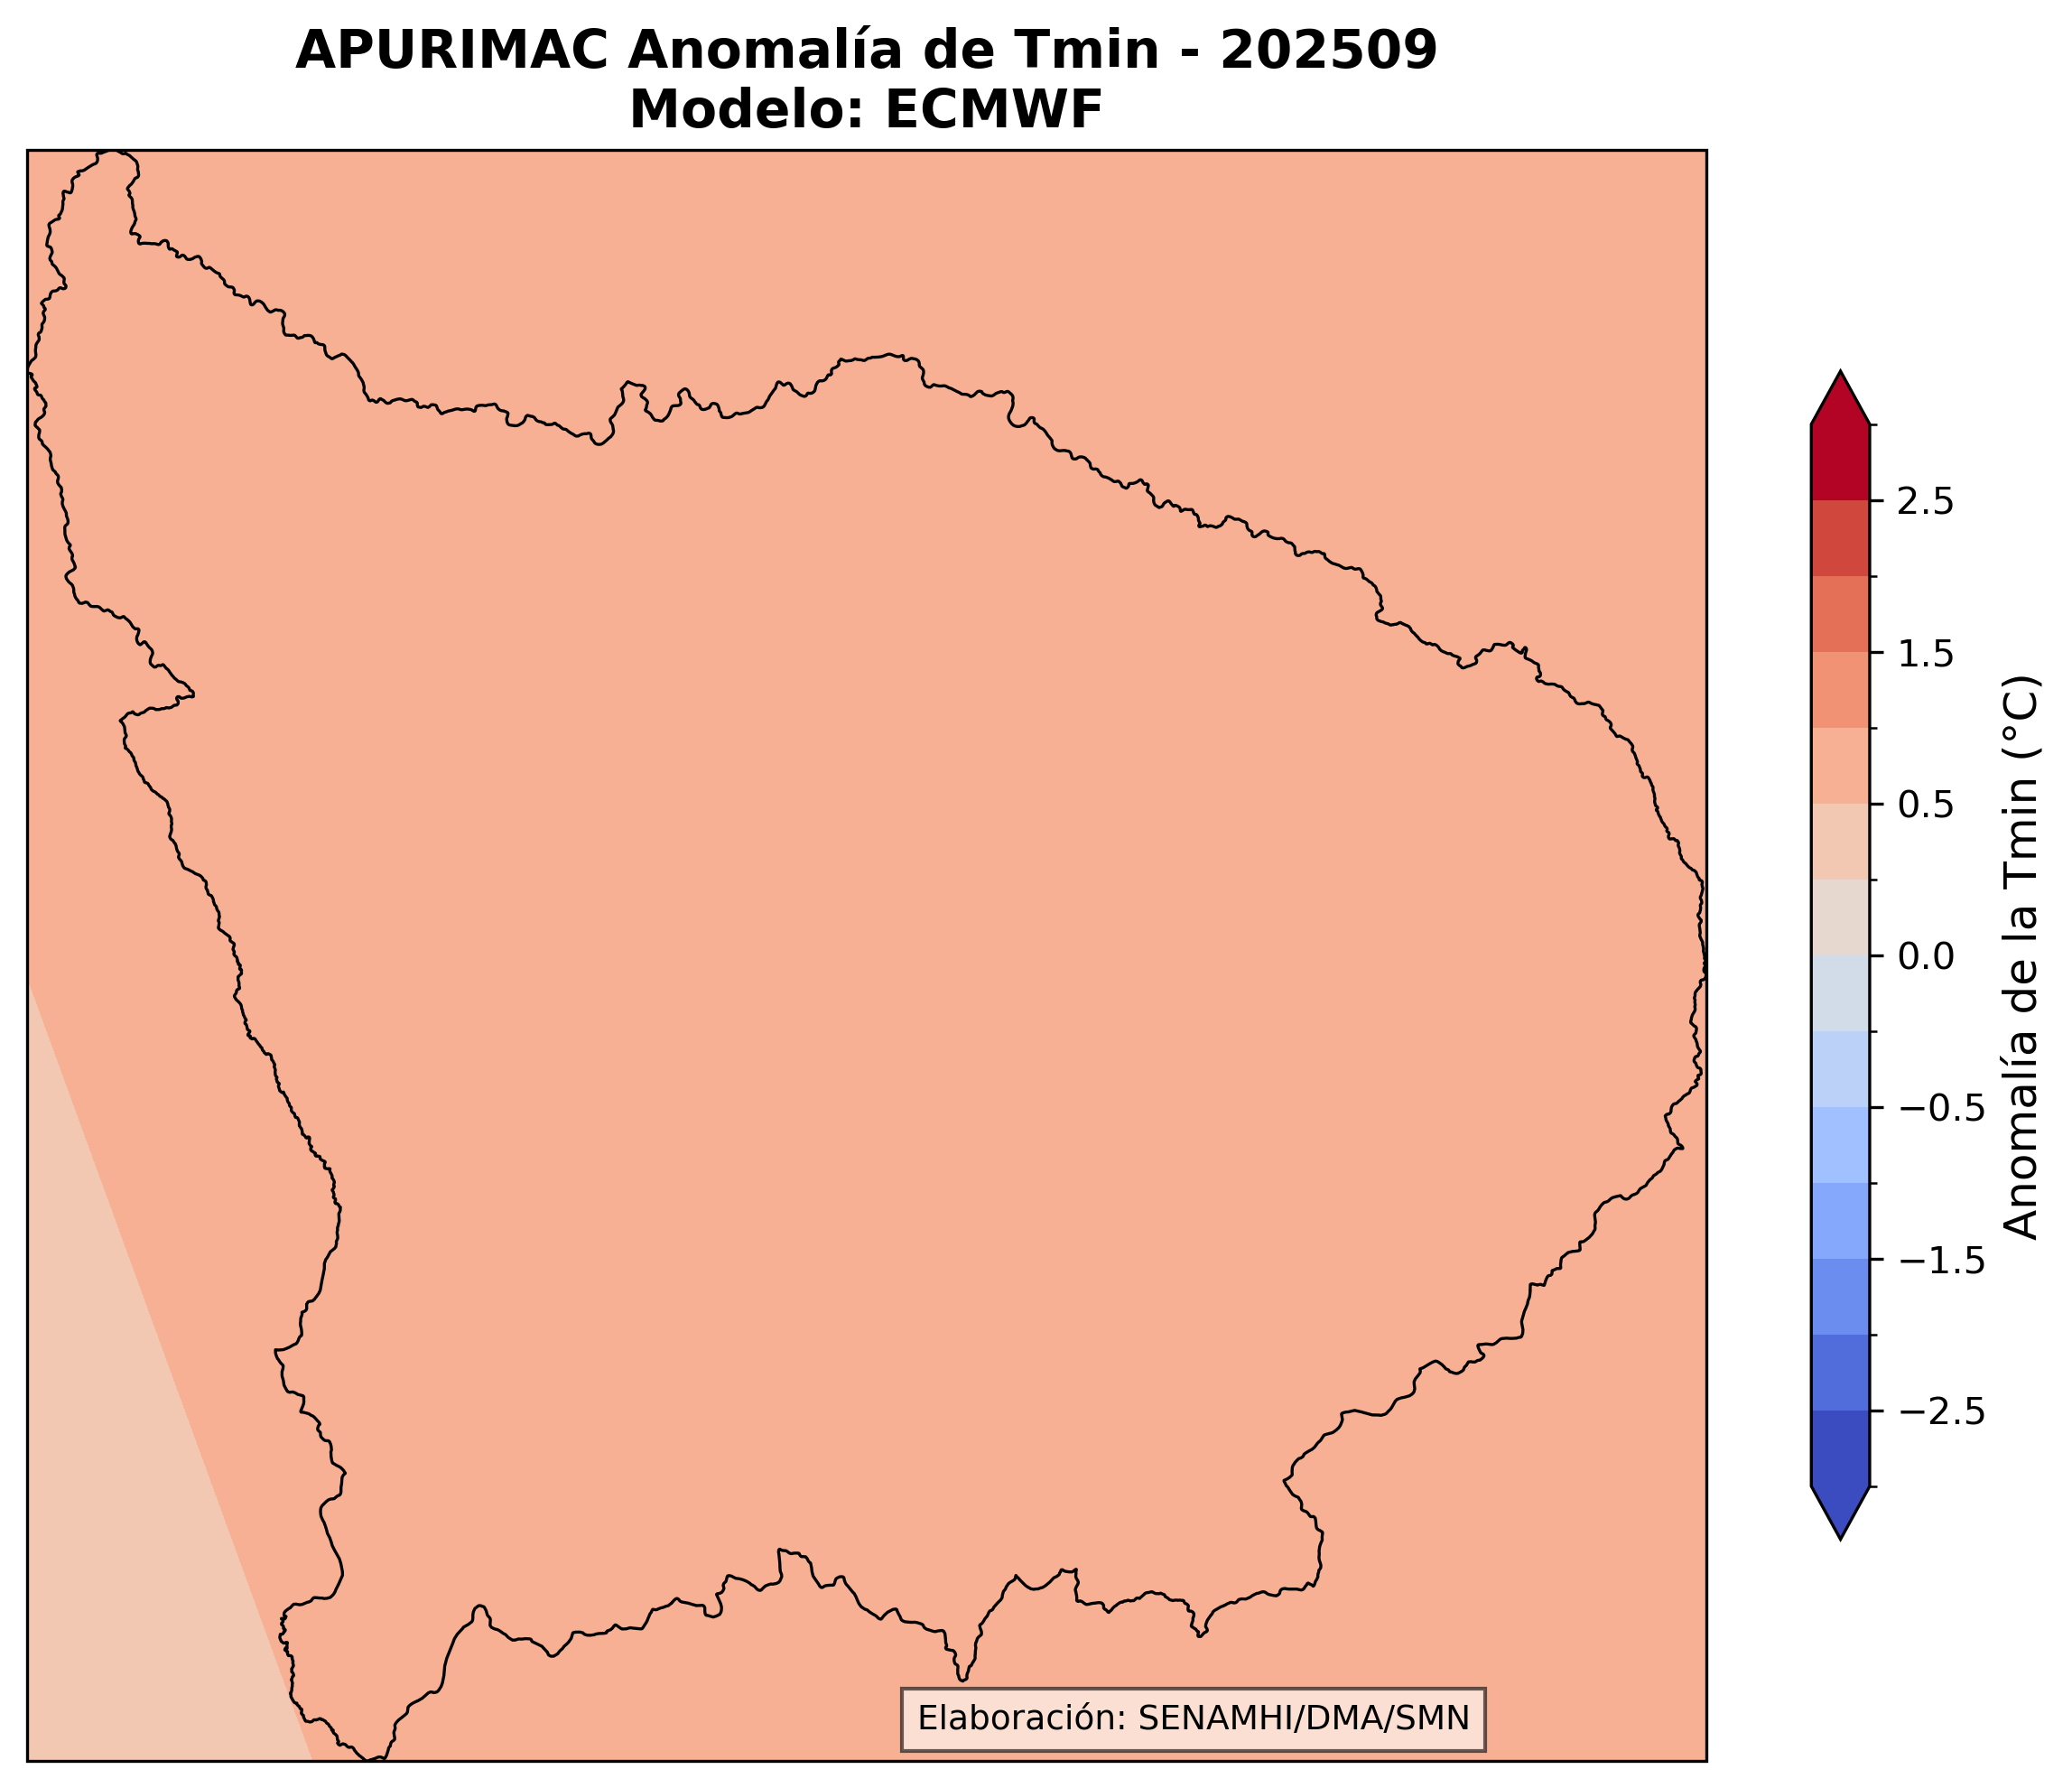 APURIMAC Anomalía de Tmin - 202509
Modelo: ECMWF
2.5
1.5
0.5
0.0
−0.5
−1.5
−2.5
Anomalía de la Tmin (°C)
Elaboración: SENAMHI/DMA/SMN